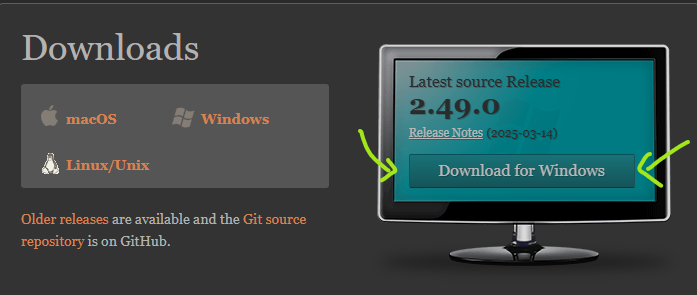 Downloads
macOS
Windows
Linux/Unix
Older releases are available and the Git source
repository is on GitHub.
Latest source Release
2.49.0
Release Notes (2025-03-14)
Download for Windows